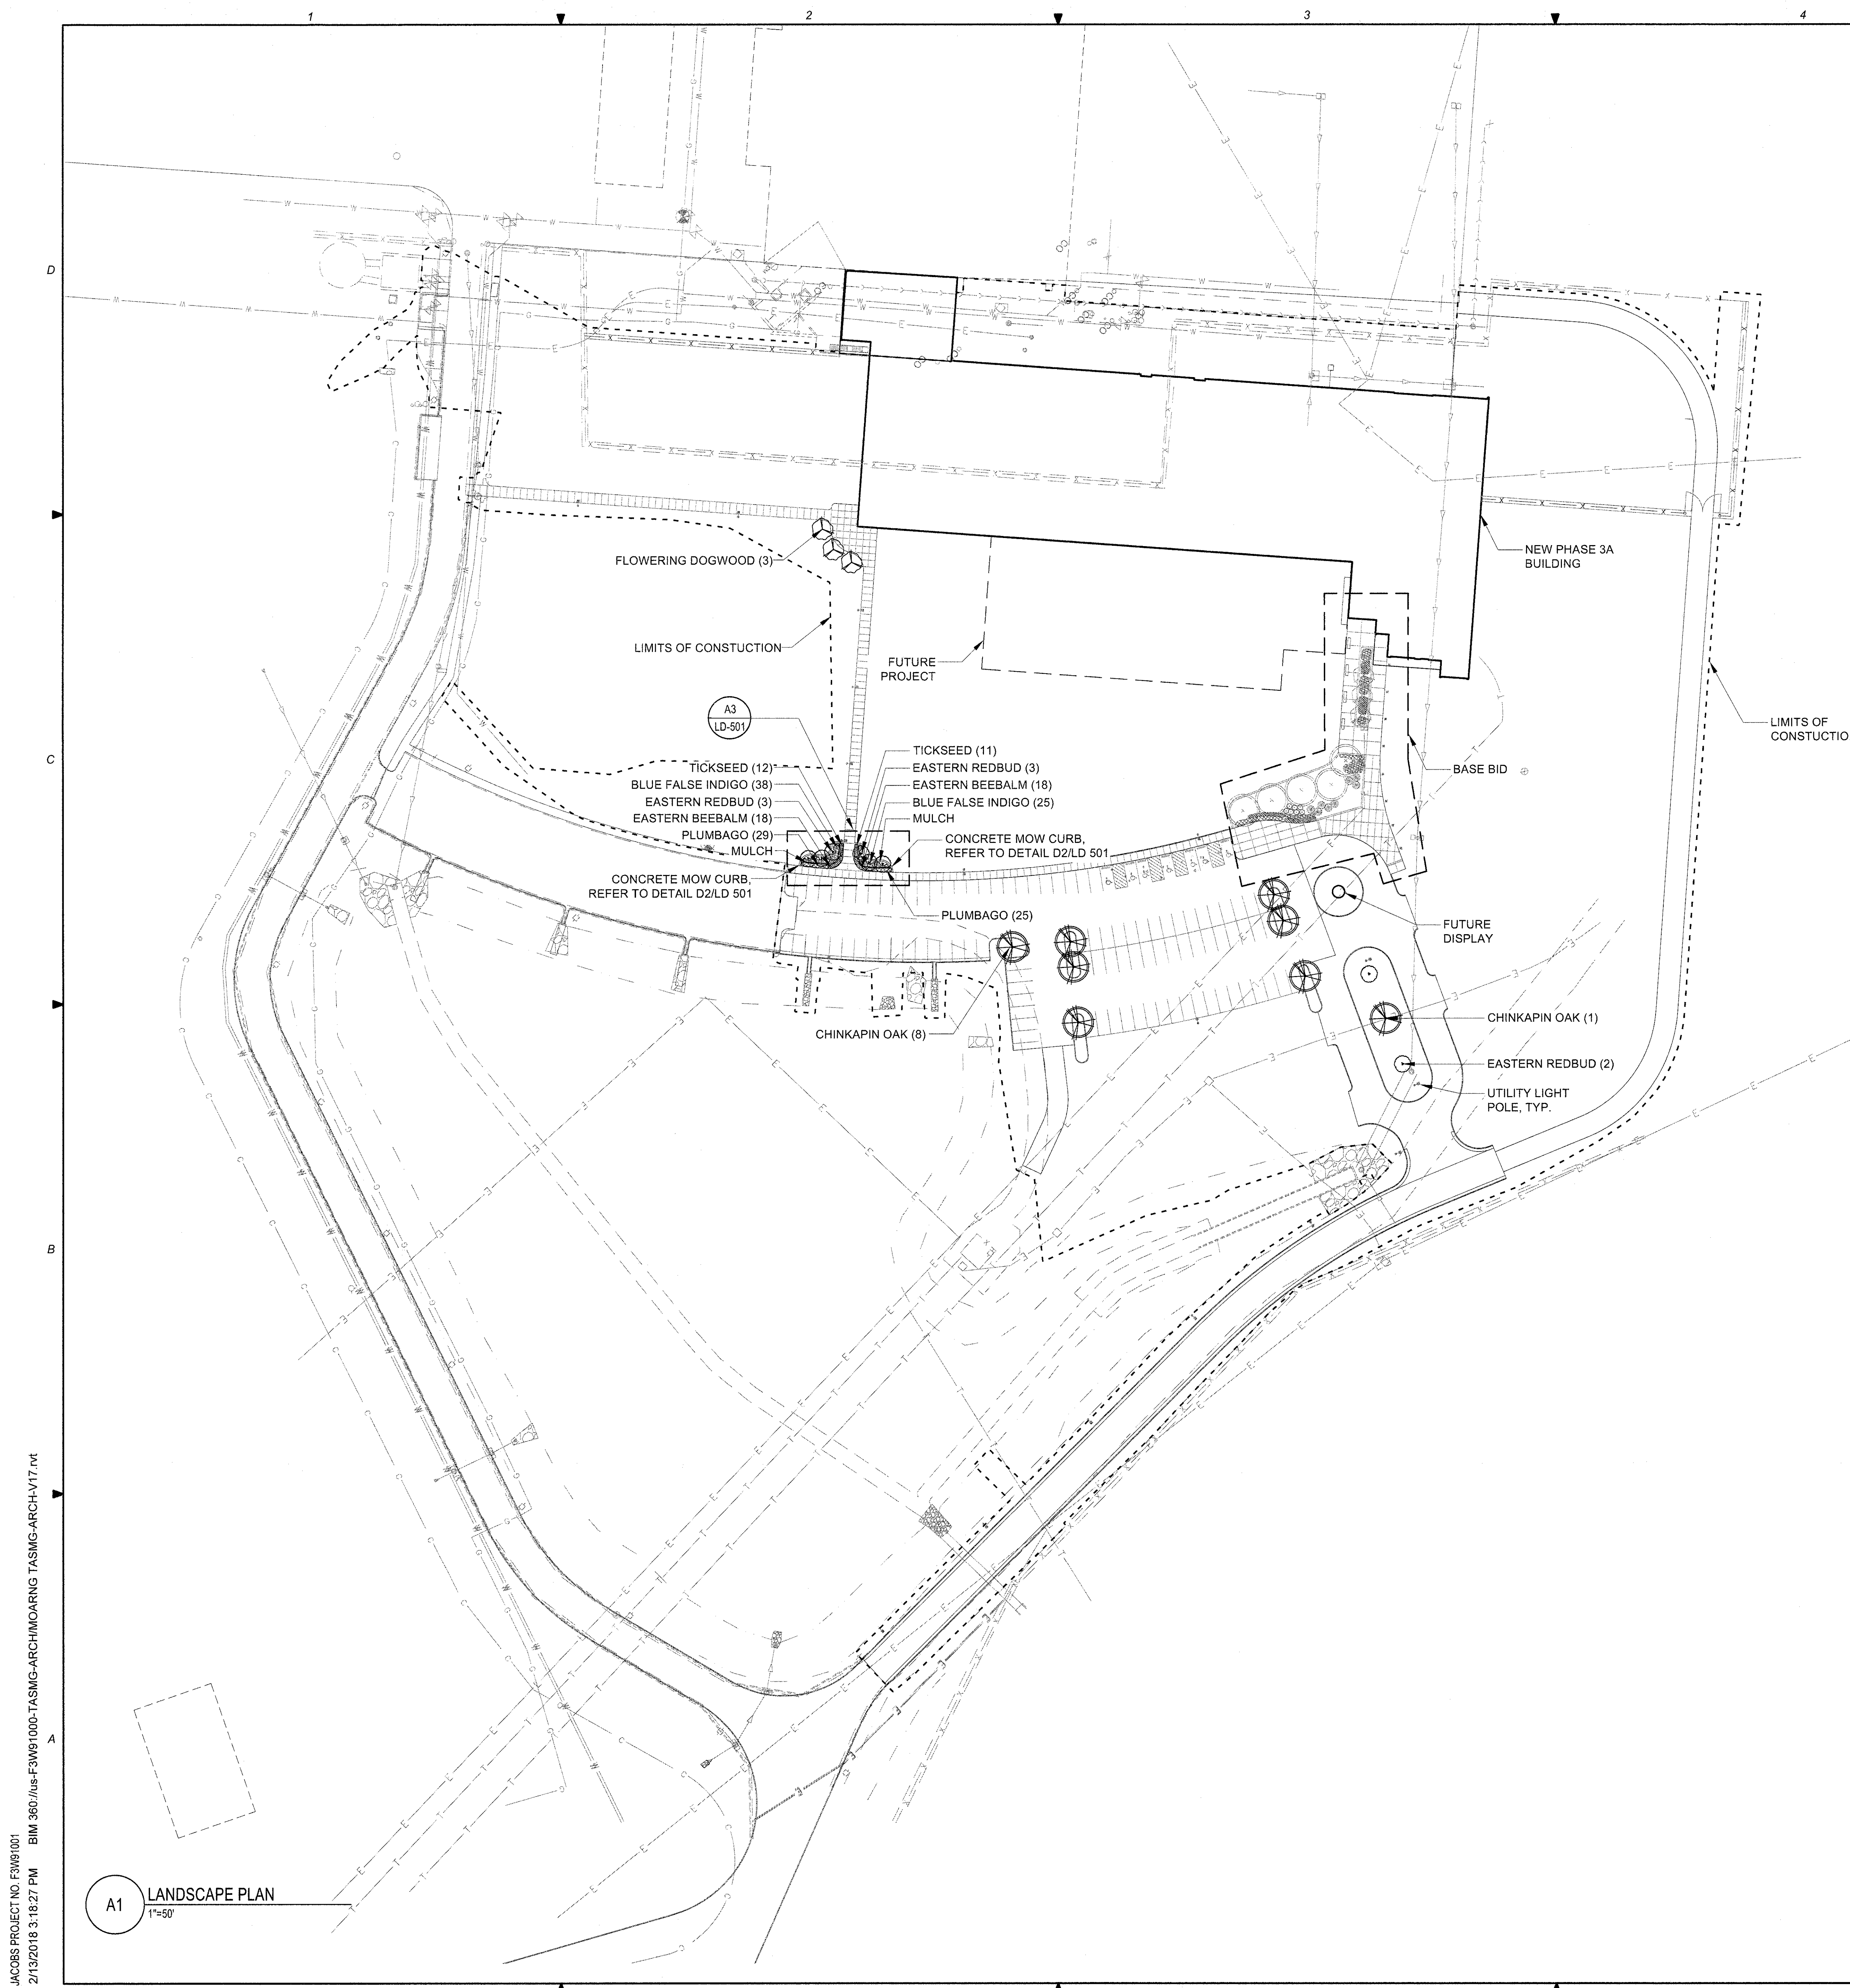 1
2
3
4
D
C
B
A
FLOWERING DOGWOOD (3)
NEW PHASE 3A
BUILDING
LIMITS OF CONSTUCTION
FUTURE
PROJECT
A3
LD-501
LIMITS OF
CONSTUCTIO
BASE BID
TICKSEED (12)
BLUE FALSE INDIGO (38)
EASTERN REDBUD (3)
EASTERN BEEBALM (18)
PLUMBAGO (29)
MULCH
CONCRETE MOW CURB,
REFER TO DETAIL D2/LD 501
TICKSEED (11)
EASTERN REDBUD (3)
EASTERN BEEBALM (18)
BLUE FALSE INDIGO (25)
MULCH
CONCRETE MOW CURB,
REFER TO DETAIL D2/LD 501
PLUMBAGO (25)
FUTURE
DISPLAY
CHINKAPIN OAK (8)
CHINKAPIN OAK (1)
EASTERN REDBUD (2)
UTILITY LIGHT
POLE, TYP.
A1
LANDSCAPE PLAN
1"=50'
JACOBS PROJECT NO. F3W91001
2/13/2018 3:18:27 PM BIM 360://us-F3W91000-TASMG-ARCH/MOARNG TASMG-ARCH-V17.rvt